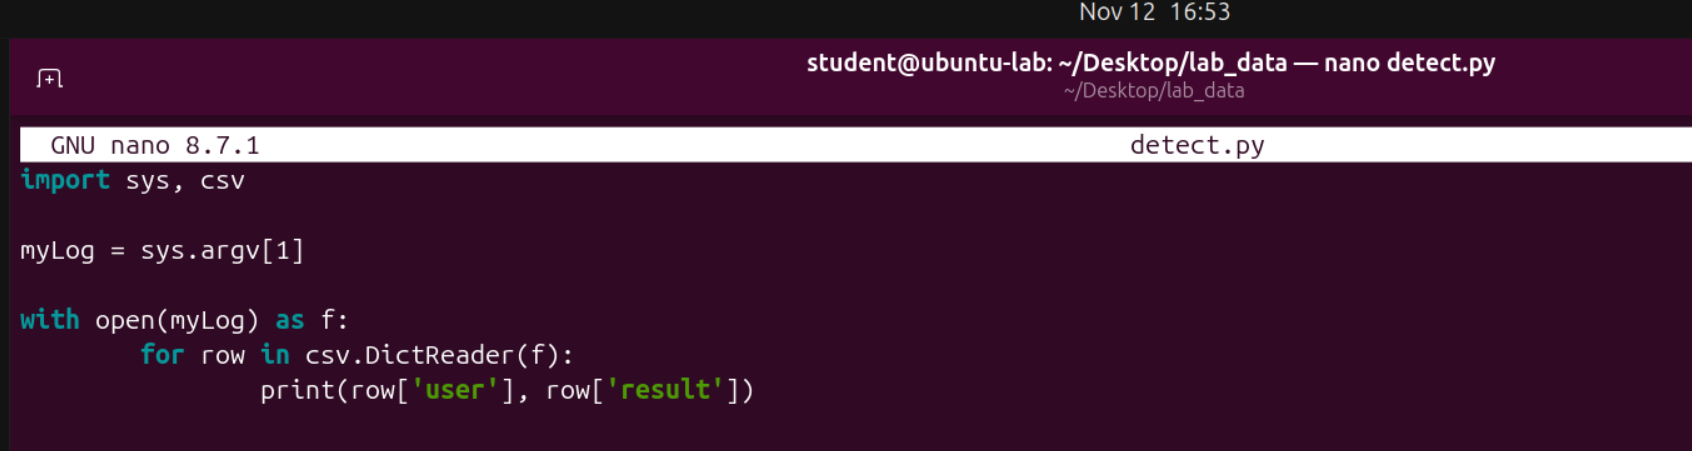 Nov 12 16:53
student@ubuntu-lab: ~/Desktop/lab_data — nano detect.py
~/Desktop/lab_data
GNU nano 8.7.1 detect.py
import sys, csv
myLog = sys.argv[1]
with open(myLog) as f:
        for row in csv.DictReader(f):
                print(row['user'], row['result'])